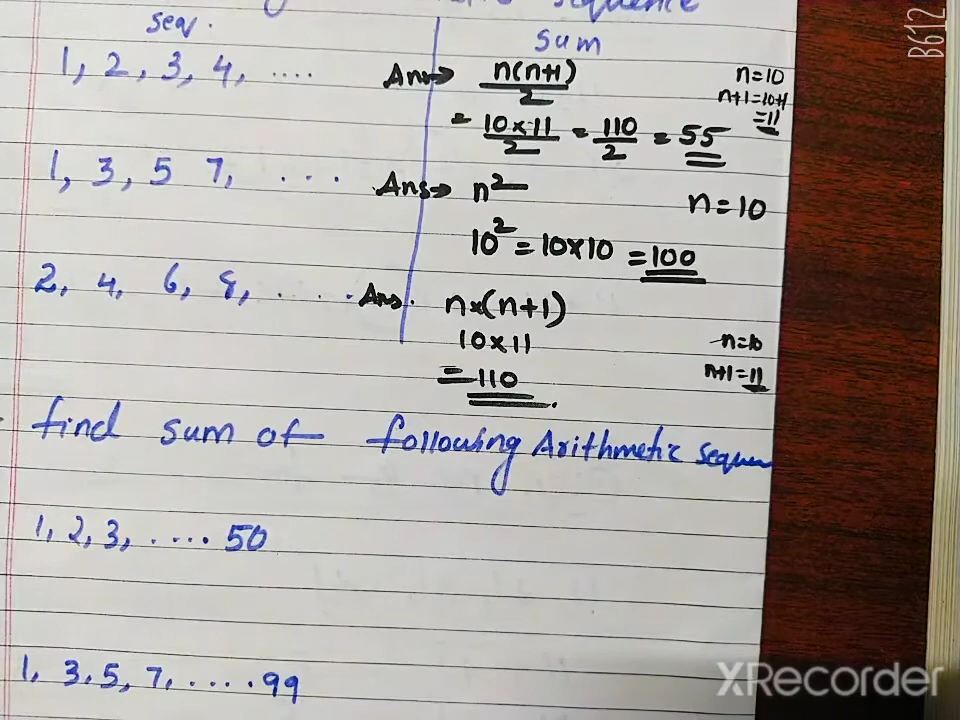 sequence
seq.
sum
1, 2, 3, 4, ....
Ans→ n(n+1)/2
n=10
n+1=10+1
=11
= 10×11/2 = 110/2 = 55
1, 3, 5 7, ....
Ans→ n²
n=10
10² = 10×10 = 100
2, 4, 6, 8, .....
Ans. n×(n+1)
10×11
n=10
n+1=11
= 110
find sum of following Arithmetic
1, 2, 3, .... 50
1, 3, 5, 7, ..... 99
B612
XRecorder